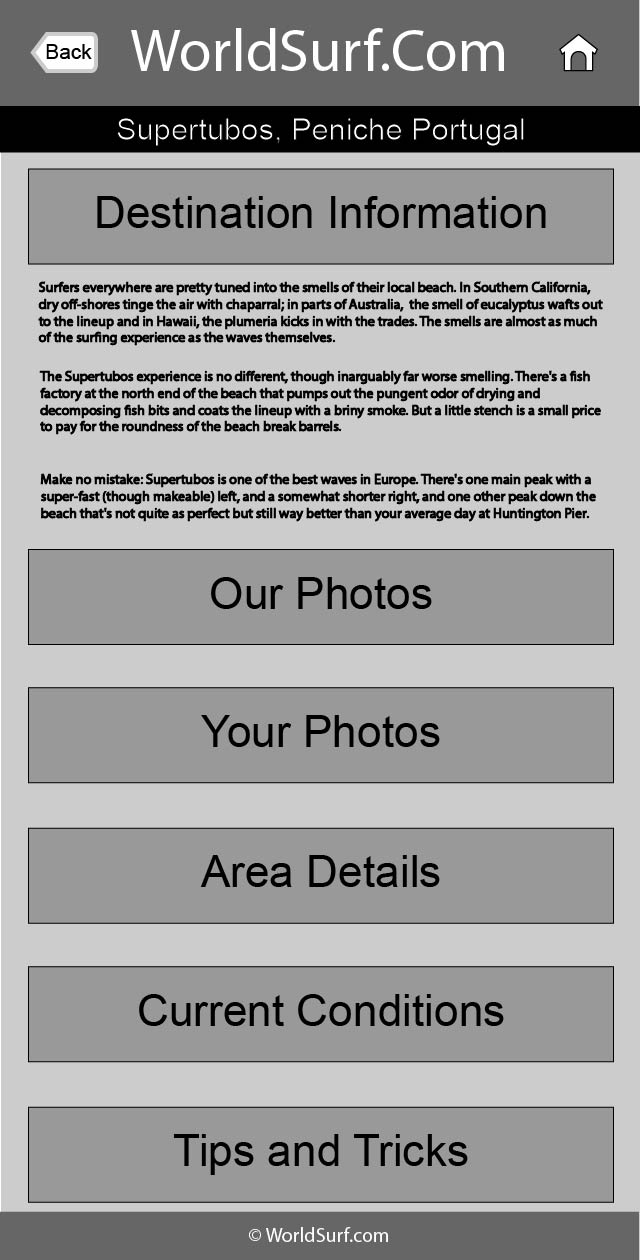 Back
WorldSurf.Com
Supertubos, Peniche Portugal
Destination Information
Surfers everywhere are pretty tuned into the smells of their local beach. In Southern California,
dry off-shores tinge the air with chaparral; in parts of Australia, the smell of eucalyptus wafts out
to the lineup and in Hawaii, the plumeria kicks in with the trades. The smells are almost as much
of the surfing experience as the waves themselves.
The Supertubos experience is no different, though inarguably far worse smelling. There's a fish
factory at the north end of the beach that pumps out the pungent odor of drying and
decomposing fish bits and coats the lineup with a briny smoke. But a little stench is a small price
to pay for the roundness of the beach break barrels.
Make no mistake: Supertubos is one of the best waves in Europe. There's one main peak with a
super-fast (though makeable) left, and a somewhat shorter right, and one other peak down the
beach that's not quite as perfect but still way better than your average day at Huntington Pier.
Our Photos
Your Photos
Area Details
Current Conditions
Tips and Tricks
© WorldSurf.com